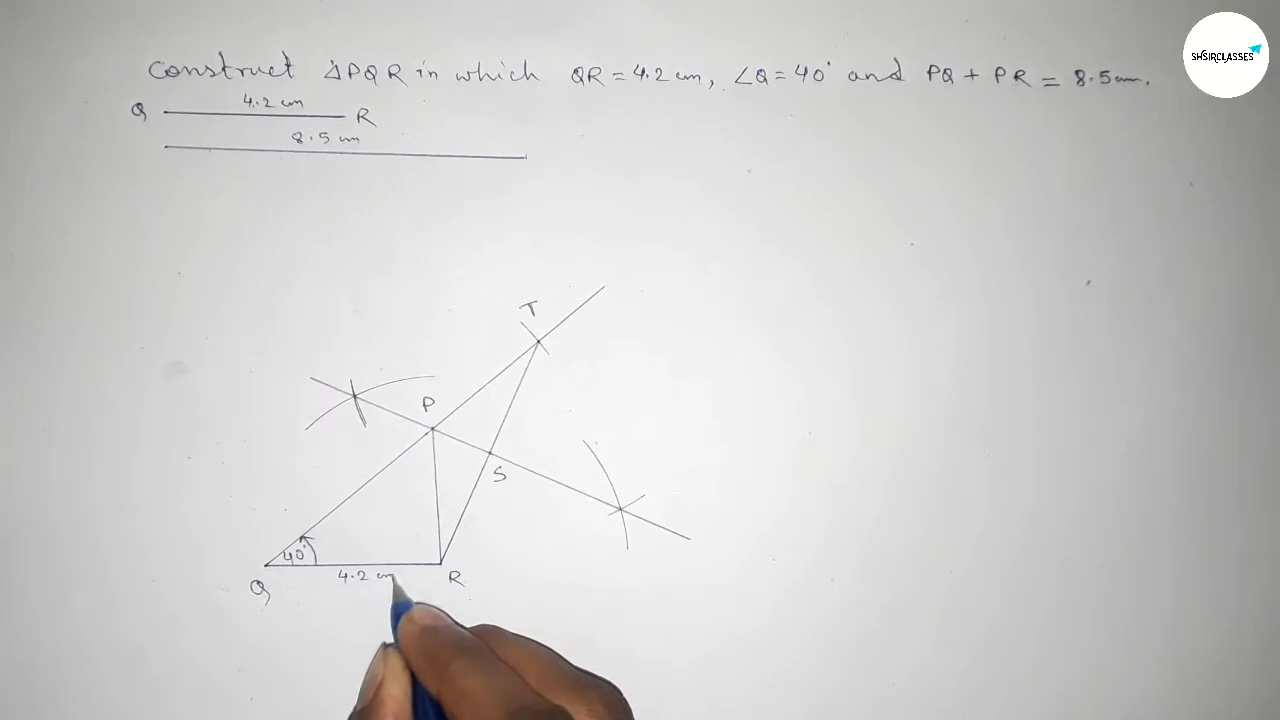 construct △PQR in which QR = 4.2 cm, ∠Q = 40° and PQ + PR = 8.5 cm.
SHSIRCLASSES
Q 4.2 cm R
8.5 cm
T
P
S
40°
4.2 cm
Q R